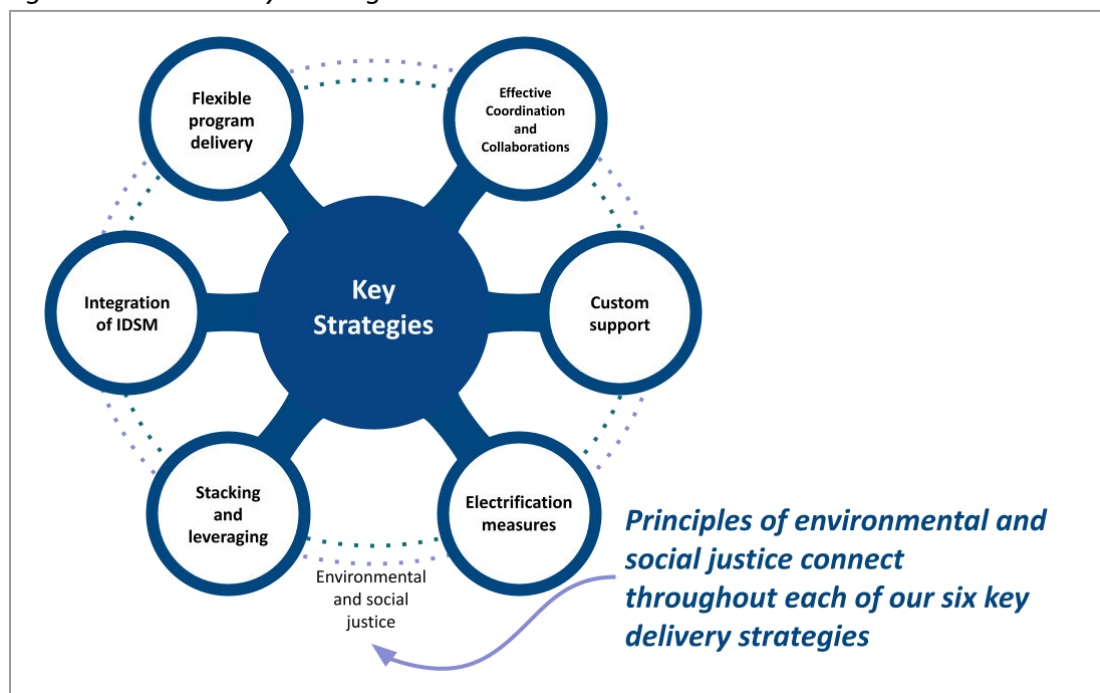 Flexible
program
delivery
Effective
Coordination
and
Collaborations
Integration
of IDSM
Key
Strategies
Custom
support
Stacking
and
leveraging
Electrification
measures
Environmental
and social
justice
Principles of environmental and
social justice connect
throughout each of our six key
delivery strategies